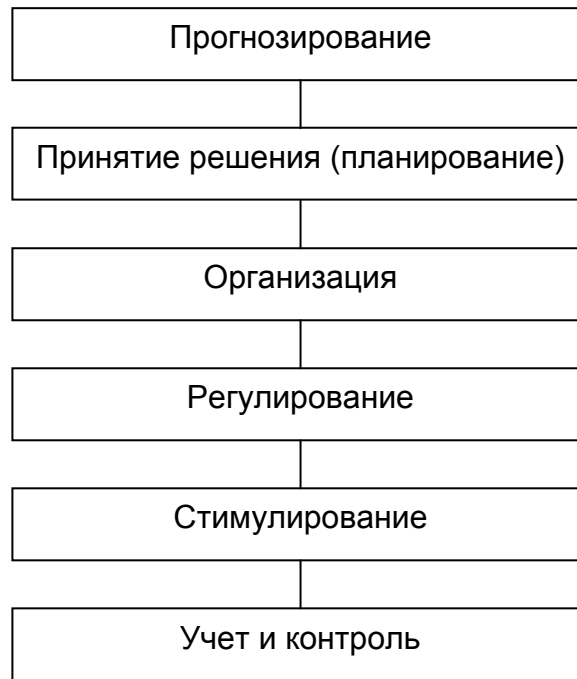 Прогнозирование
Принятие решения (планирование)
Организация
Регулирование
Стимулирование
Учет и контроль